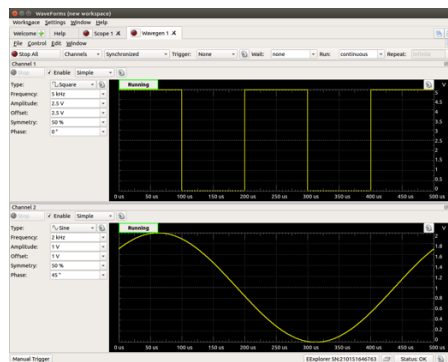 WaveForms (new workspace)
Workspace Settings Window Help
Welcome Help Scope 1 Wavegen 1
File Control Edit Window
Stop All Channels Synchronized Trigger: None Wait: none Run: continuous Repeat: Infinite
Channel 1
Stop Enable Simple
Type: Square Running V
Frequency: 5 kHz
Amplitude: 2.5 V
Offset: 2.5 V
Symmetry: 50 %
Phase: 0 °
5
4.5
4
3.5
3
2.5
2
1.5
1
0.5
0
0 us 50 us 100 us 150 us 200 us 250 us 300 us 350 us 400 us 450 us 500 us
Channel 2
Stop Enable Simple
Type: Sine Running V
Frequency: 2 kHz
Amplitude: 1 V
Offset: 1 V
Symmetry: 50 %
Phase: 45 °
2
1.8
1.6
1.4
1.2
1
0.8
0.6
0.4
0.2
0
0 us 50 us 100 us 150 us 200 us 250 us 300 us 350 us 400 us 450 us 500 us
Manual Trigger EExplorer SN:210151646763 Status: OK